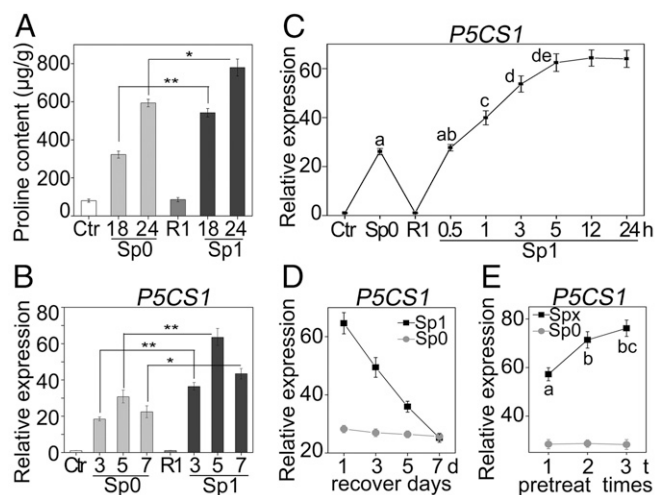 A
Proline content (µg/g)
800
600
400
200
0
*
**
Ctr 18 24 R1 18 24
Sp0 Sp1
B
P5CS1
Relative expression
80
60
40
20
0
**
**
*
Ctr 3 5 7 R1 3 5 7
Sp0 Sp1
C
P5CS1
Relative expression
80
60
40
20
0
a
ab
c
d
de
Ctr Sp0 R1 0.5 1 3 5 12 24 h
Sp1
D
P5CS1
Relative expression
60
40
20
Sp1
Sp0
1 3 5 7 d
recover days
E
P5CS1
Relative expression
80
60
40
Spx
Sp0
a
b
bc
1 2 3 t
pretreat times